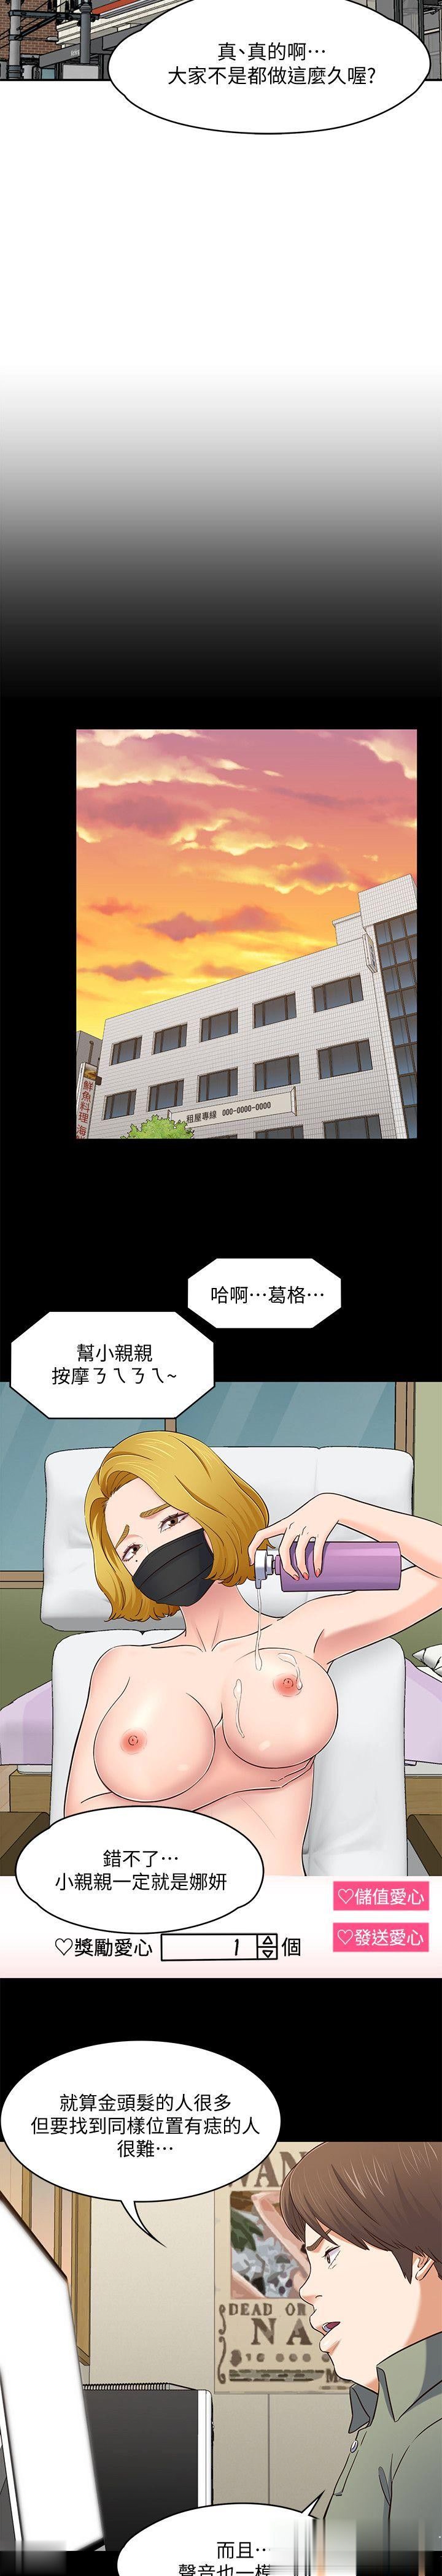 真、真的啊⋯
大家不是都做這麼久喔?
鮮魚料理 海
租屋專線 000-0000-0000
哈啊⋯葛格⋯
幫小親親
按摩ㄋㄟㄋㄟ~
錯不了⋯
小親親一定就是娜妍
♡儲值愛心
♡獎勵愛心 1 個
♡發送愛心
就算金頭髮的人很多
但要找到同樣位置有痣的人
很難⋯
WAN
DEAD OR
NA
而且⋯
聲音也一模